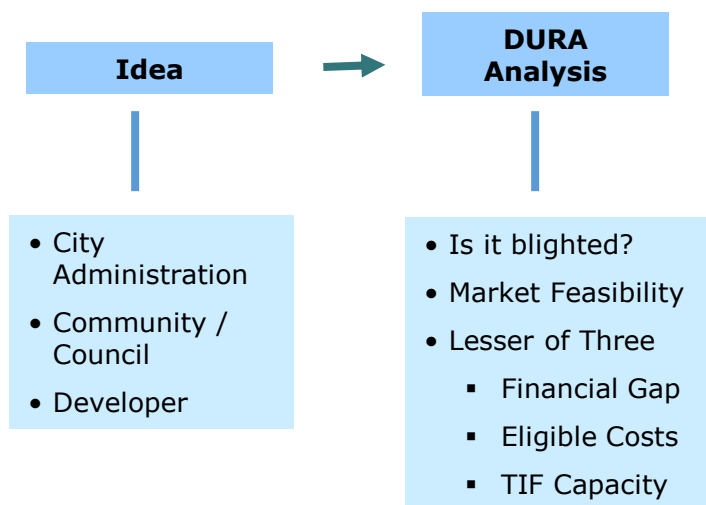 Idea
DURA
Analysis
• City
Administration
• Community /
Council
• Developer
• Is it blighted?
• Market Feasibility
• Lesser of Three
▪ Financial Gap
▪ Eligible Costs
▪ TIF Capacity